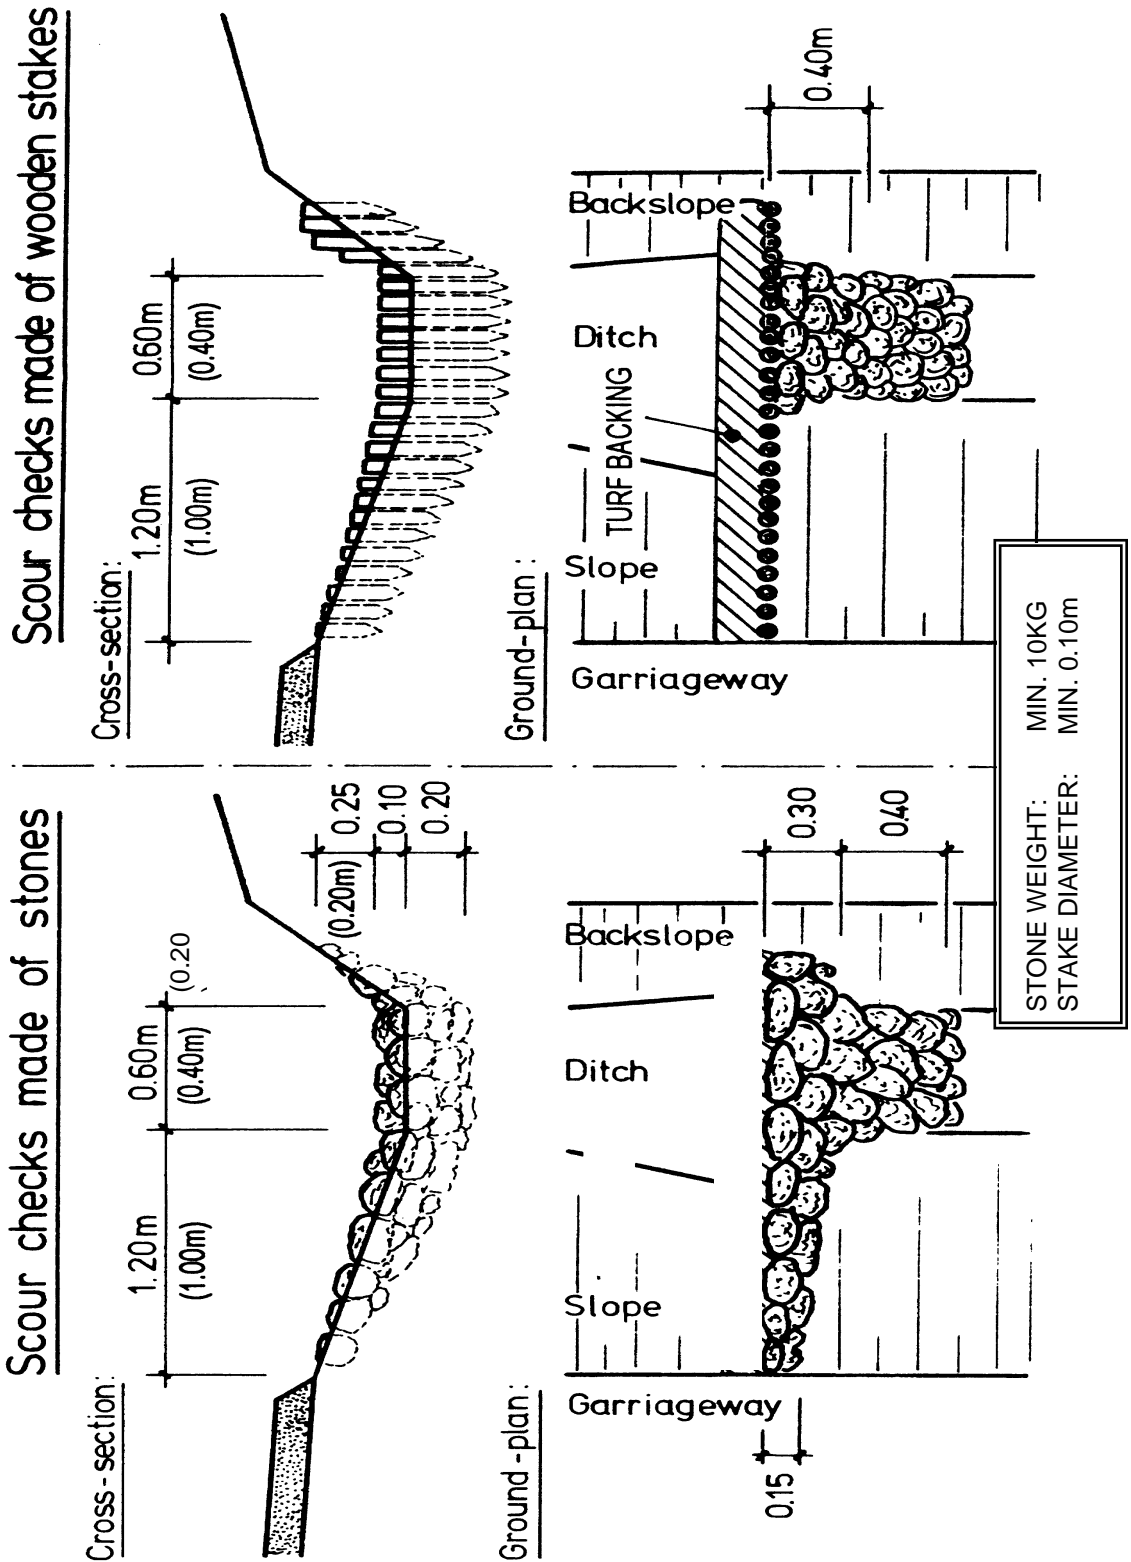 Scour checks made of stones
Cross-section:
1.20m
(1.00m)
0.60m
(0.40m)
(0.20
0.25
(0.20m)
0.10
0.20
Ground-plan:
Backslope
Ditch
Slope
Garriageway
0.15
0.30
0.40
Scour checks made of wooden stakes
Cross-section:
1.20m
(1.00m)
0.60m
(0.40m)
Ground-plan:
Backslope
Ditch
TURF BACKING
Slope
Garriageway
0.40m
STONE WEIGHT: MIN. 10KG
STAKE DIAMETER: MIN. 0.10m